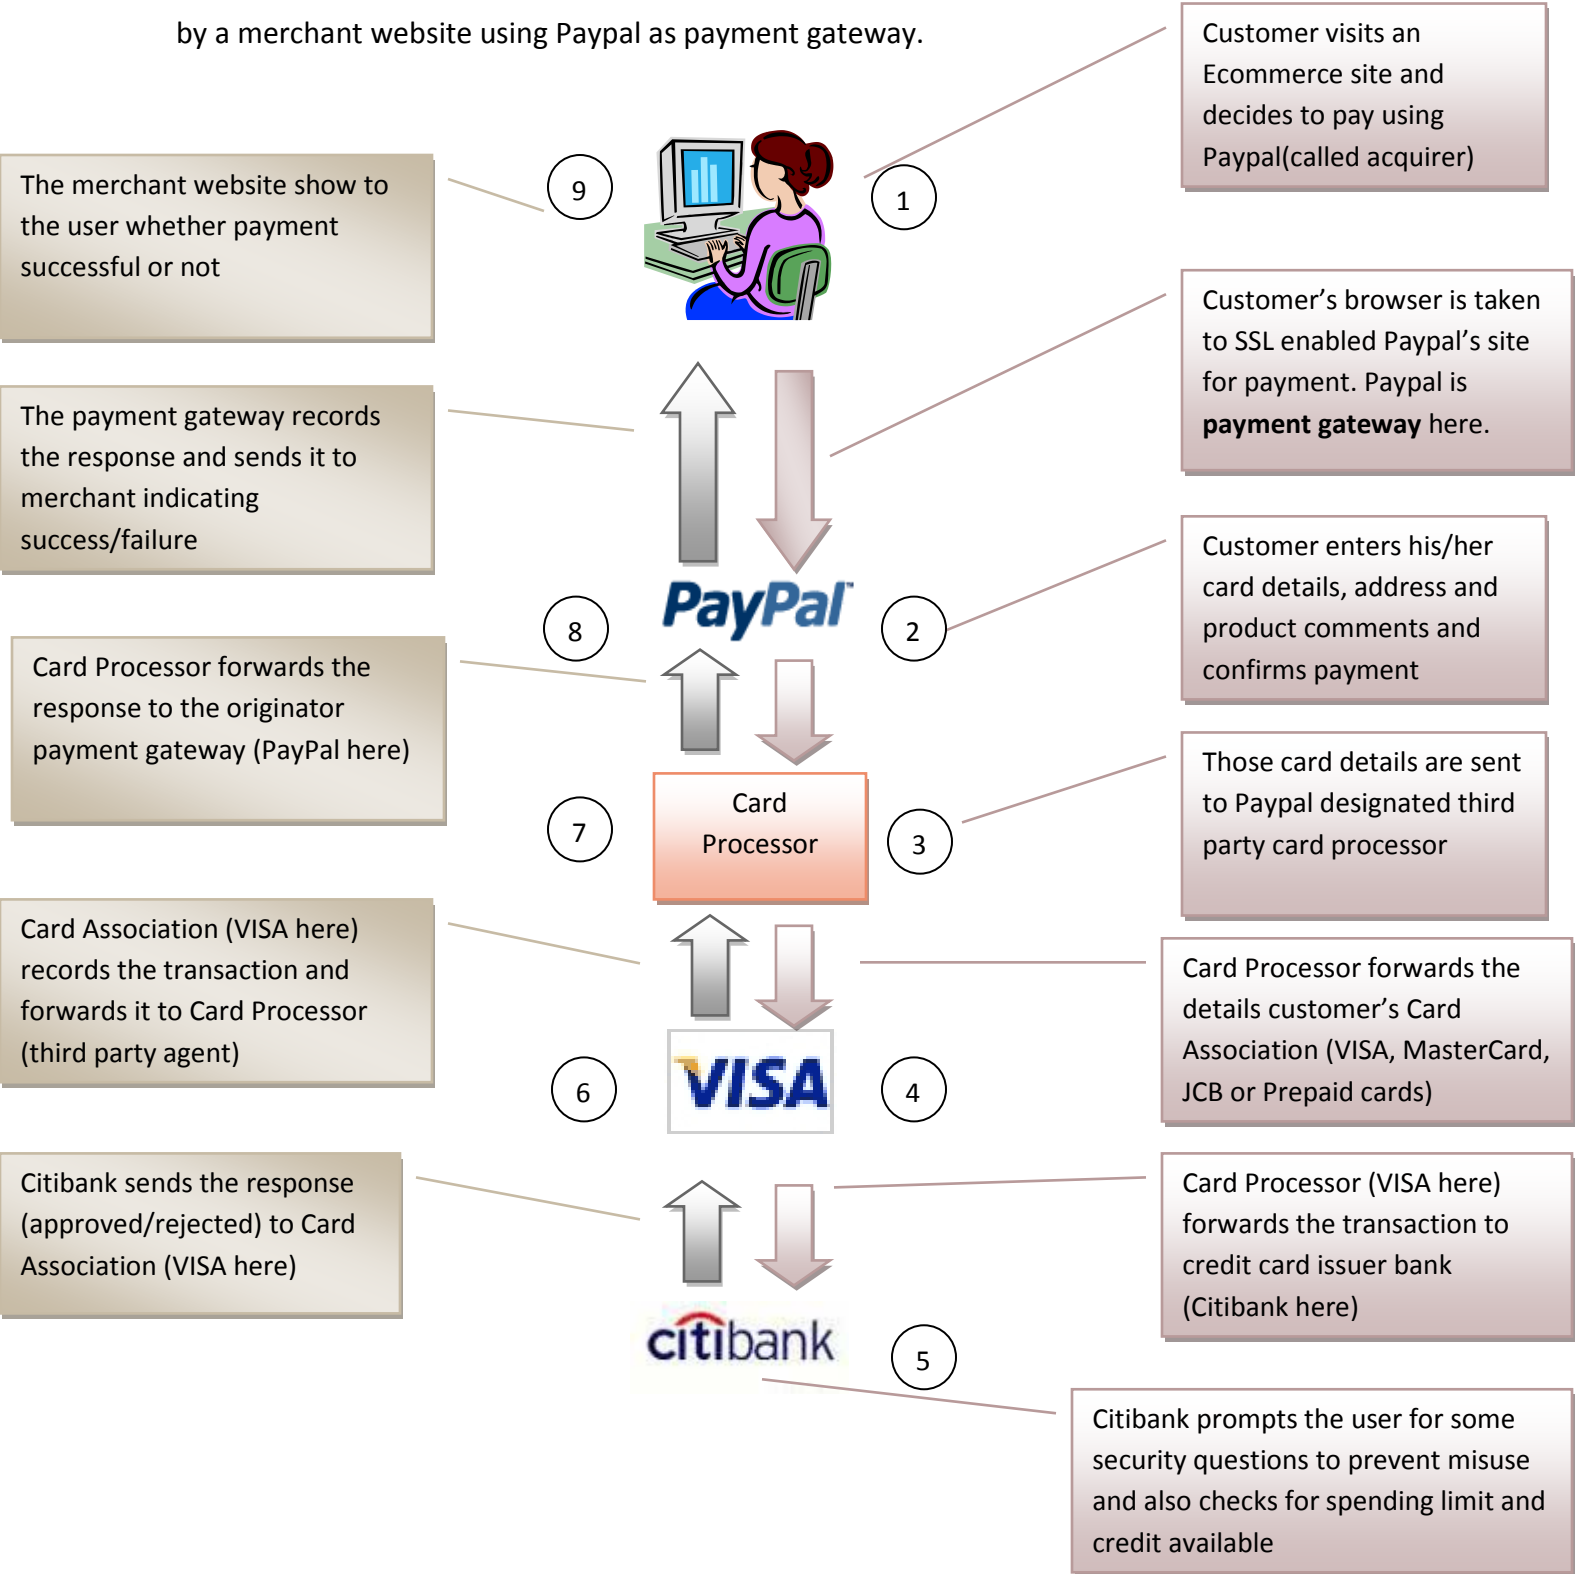 by a merchant website using Paypal as payment gateway.
Customer visits an
Ecommerce site and
decides to pay using
Paypal(called acquirer)
1
9
The merchant website show to
the user whether payment
successful or not
Customer’s browser is taken
to SSL enabled Paypal’s site
for payment. Paypal is
payment gateway here.
The payment gateway records
the response and sends it to
merchant indicating
success/failure
PayPal™
8
2
Customer enters his/her
card details, address and
product comments and
confirms payment
Card Processor forwards the
response to the originator
payment gateway (PayPal here)
Card
Processor
7
3
Those card details are sent
to Paypal designated third
party card processor
Card Association (VISA here)
records the transaction and
forwards it to Card Processor
(third party agent)
Card Processor forwards the
details customer’s Card
Association (VISA, MasterCard,
JCB or Prepaid cards)
VISA
6
4
Citibank sends the response
(approved/rejected) to Card
Association (VISA here)
Card Processor (VISA here)
forwards the transaction to
credit card issuer bank
(Citibank here)
citibank
5
Citibank prompts the user for some
security questions to prevent misuse
and also checks for spending limit and
credit available